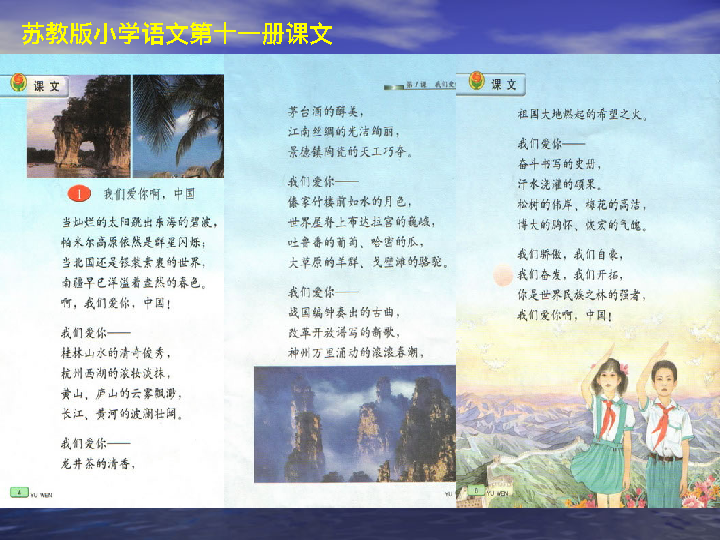 苏教版小学语文第十一册课文
课文
1 我们爱你啊，中国
当灿烂的太阳跳出东海的碧波，
帕米尔高原依然是群星闪烁；
当北国还是银装素裹的世界，
南疆早已洋溢着盎然的春色。
啊，我们爱你，中国！
我们爱你——
桂林山水的清奇俊秀，
杭州西湖的浓妆淡抹，
黄山、庐山的云雾飘渺，
长江、黄河的波澜壮阔。
我们爱你——
龙井茶的清香，
YU WEN
第1课 我们爱
茅台酒的醇美，
江南丝绸的光洁绚丽，
景德镇陶瓷的天工巧夺。
我们爱你——
傣家竹楼前如水的月色，
世界屋脊上布达拉宫的巍峨，
吐鲁番的葡萄、哈密的瓜，
大草原的羊群、戈壁滩的骆驼。
我们爱你——
战国编钟奏出的古曲，
改革开放谱写的新歌，
神州万里涌动的滚滚春潮，
YU
课文
祖国大地燃起的希望之火。
我们爱你——
奋斗书写的史册，
汗水浇灌的硕果。
松树的伟岸、梅花的高洁，
博大的胸怀、恢宏的气魄。
我们骄傲，我们自豪，
我们奋发，我们开拓，
你是世界民族之林的强者，
我们爱你啊，中国！
YU WEN